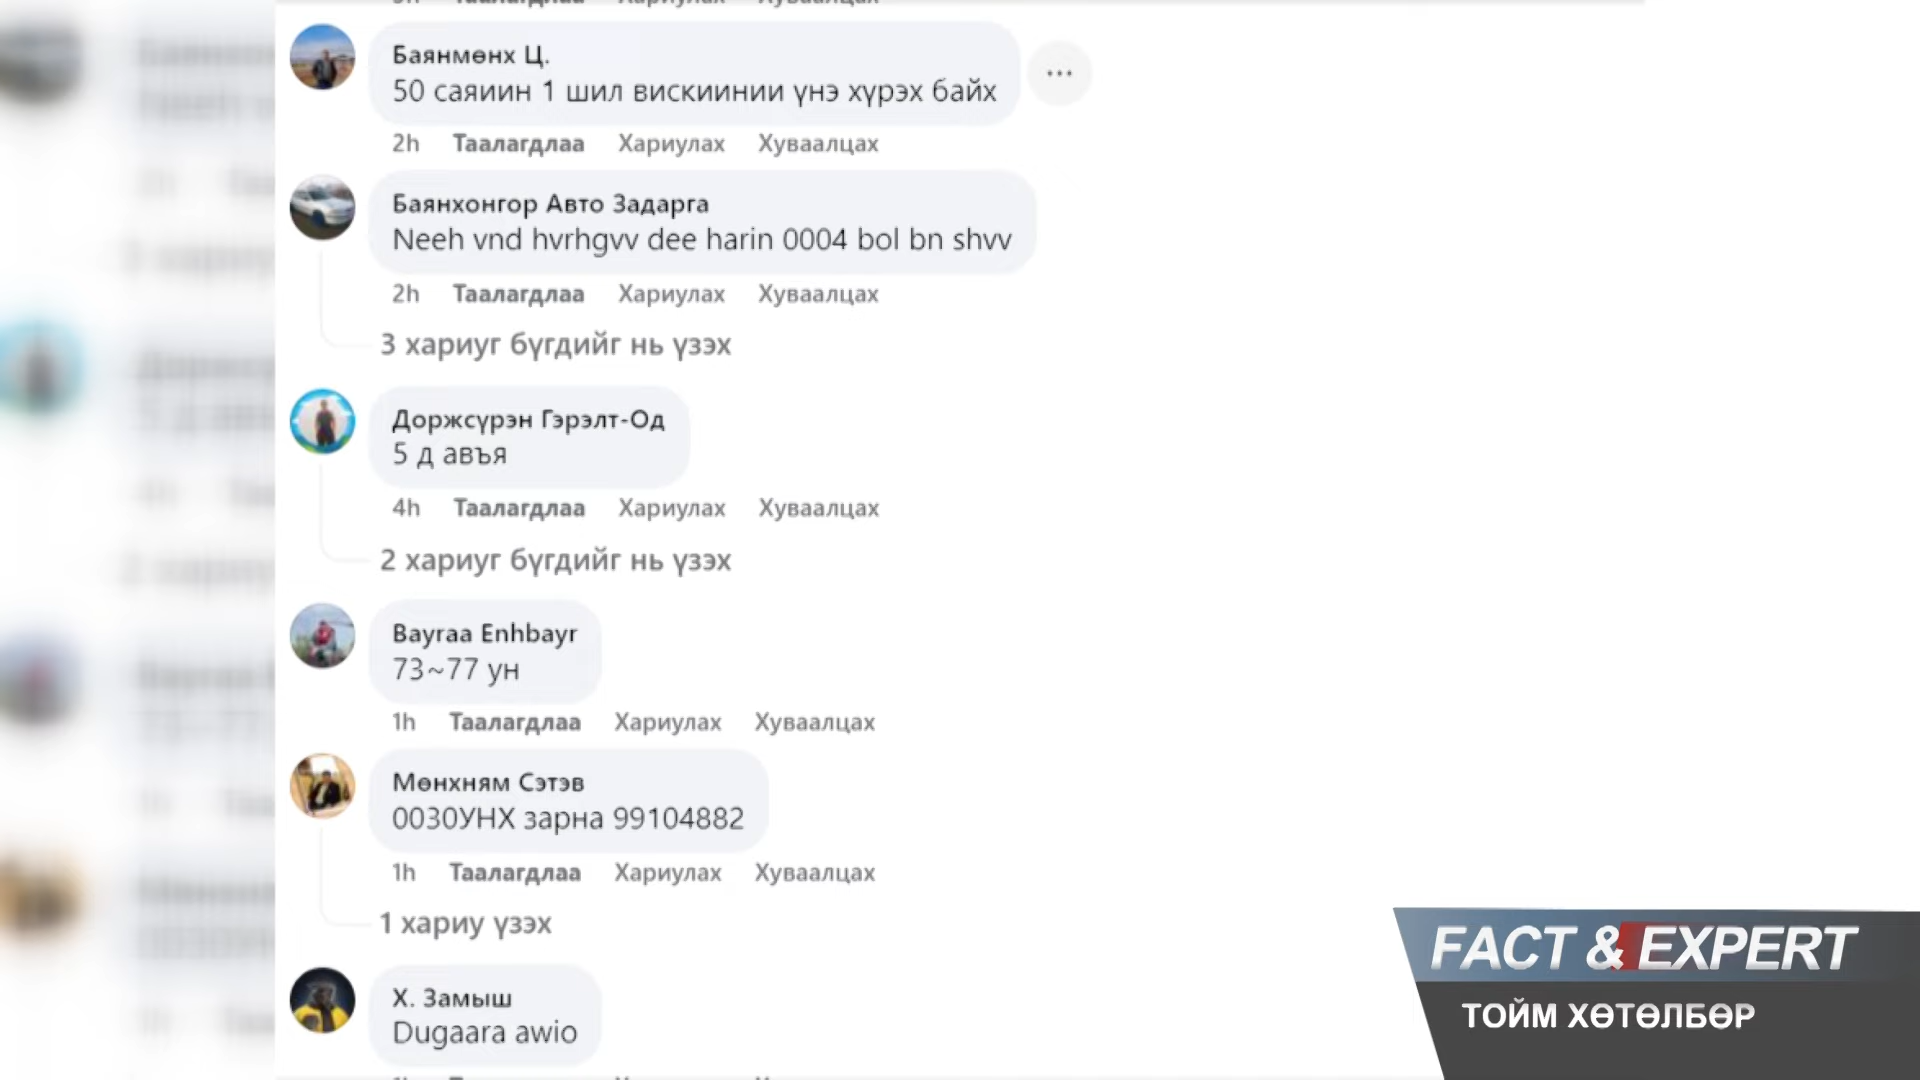 Баянмөнх Ц.
50 саяиин 1 шил вискиинии үнэ хүрэх байх
2h Таалагдлаа Хариулах Хуваалцах
Баянхонгор Авто Задарга
Neeh vnd hvrhgvv dee harin 0004 bol bn shvv
2h Таалагдлаа Хариулах Хуваалцах
3 хариуг бүгдийг нь үзэх
Доржсүрэн Гэрэлт-Од
5 д авъя
4h Таалагдлаа Хариулах Хуваалцах
2 хариуг бүгдийг нь үзэх
Bayraa Enhbayr
73~77 ун
1h Таалагдлаа Хариулах Хуваалцах
Мөнхням Сэтэв
0030УНХ зарна 99104882
1h Таалагдлаа Хариулах Хуваалцах
1 хариу үзэх
Х. Замыш
Dugaara awio
FACT & EXPERT
ТОЙМ ХӨТӨЛБӨР